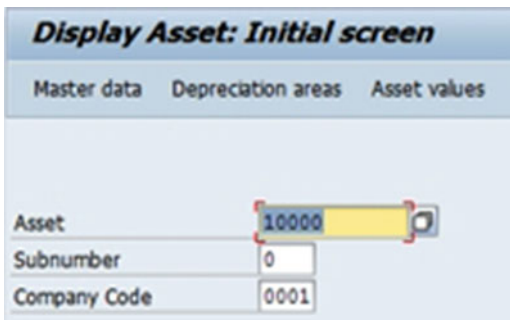 Display Asset: Initial screen
Master data Depreciation areas Asset values
Asset 10000
Subnumber 0
Company Code 0001